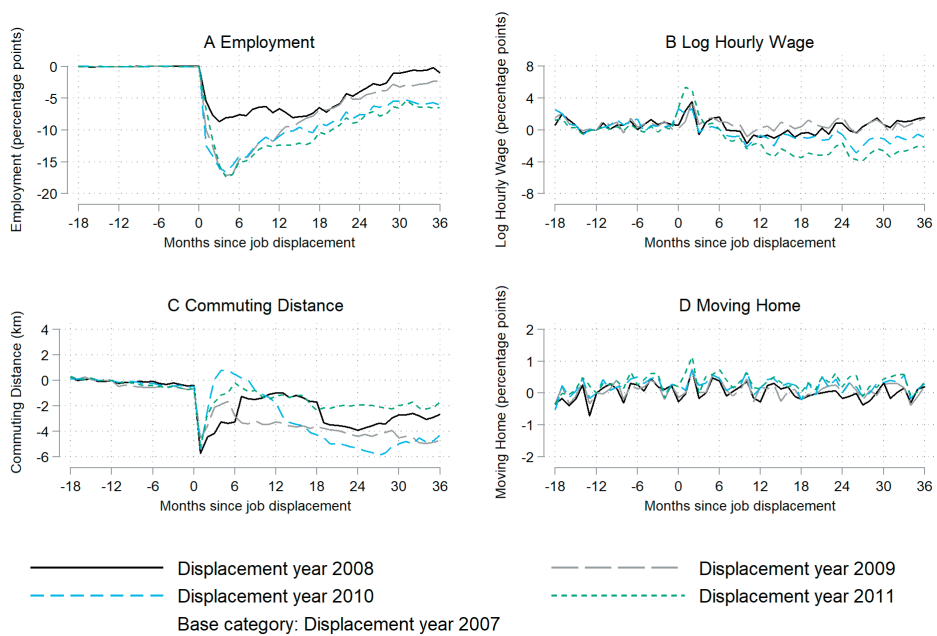 A Employment
Employment (percentage points)
0
-5
-10
-15
-20
-18 -12 -6 0 6 12 18 24 30 36
Months since job displacement
B Log Hourly Wage
Log Hourly Wage (percentage points)
8
4
0
-4
-8
-18 -12 -6 0 6 12 18 24 30 36
Months since job displacement
C Commuting Distance
Commuting Distance (km)
4
2
0
-2
-4
-6
-18 -12 -6 0 6 12 18 24 30 36
Months since job displacement
D Moving Home
Moving Home (percentage points)
2
1
0
-1
-2
-18 -12 -6 0 6 12 18 24 30 36
Months since job displacement
Displacement year 2008
Displacement year 2009
Displacement year 2010
Displacement year 2011
Base category: Displacement year 2007